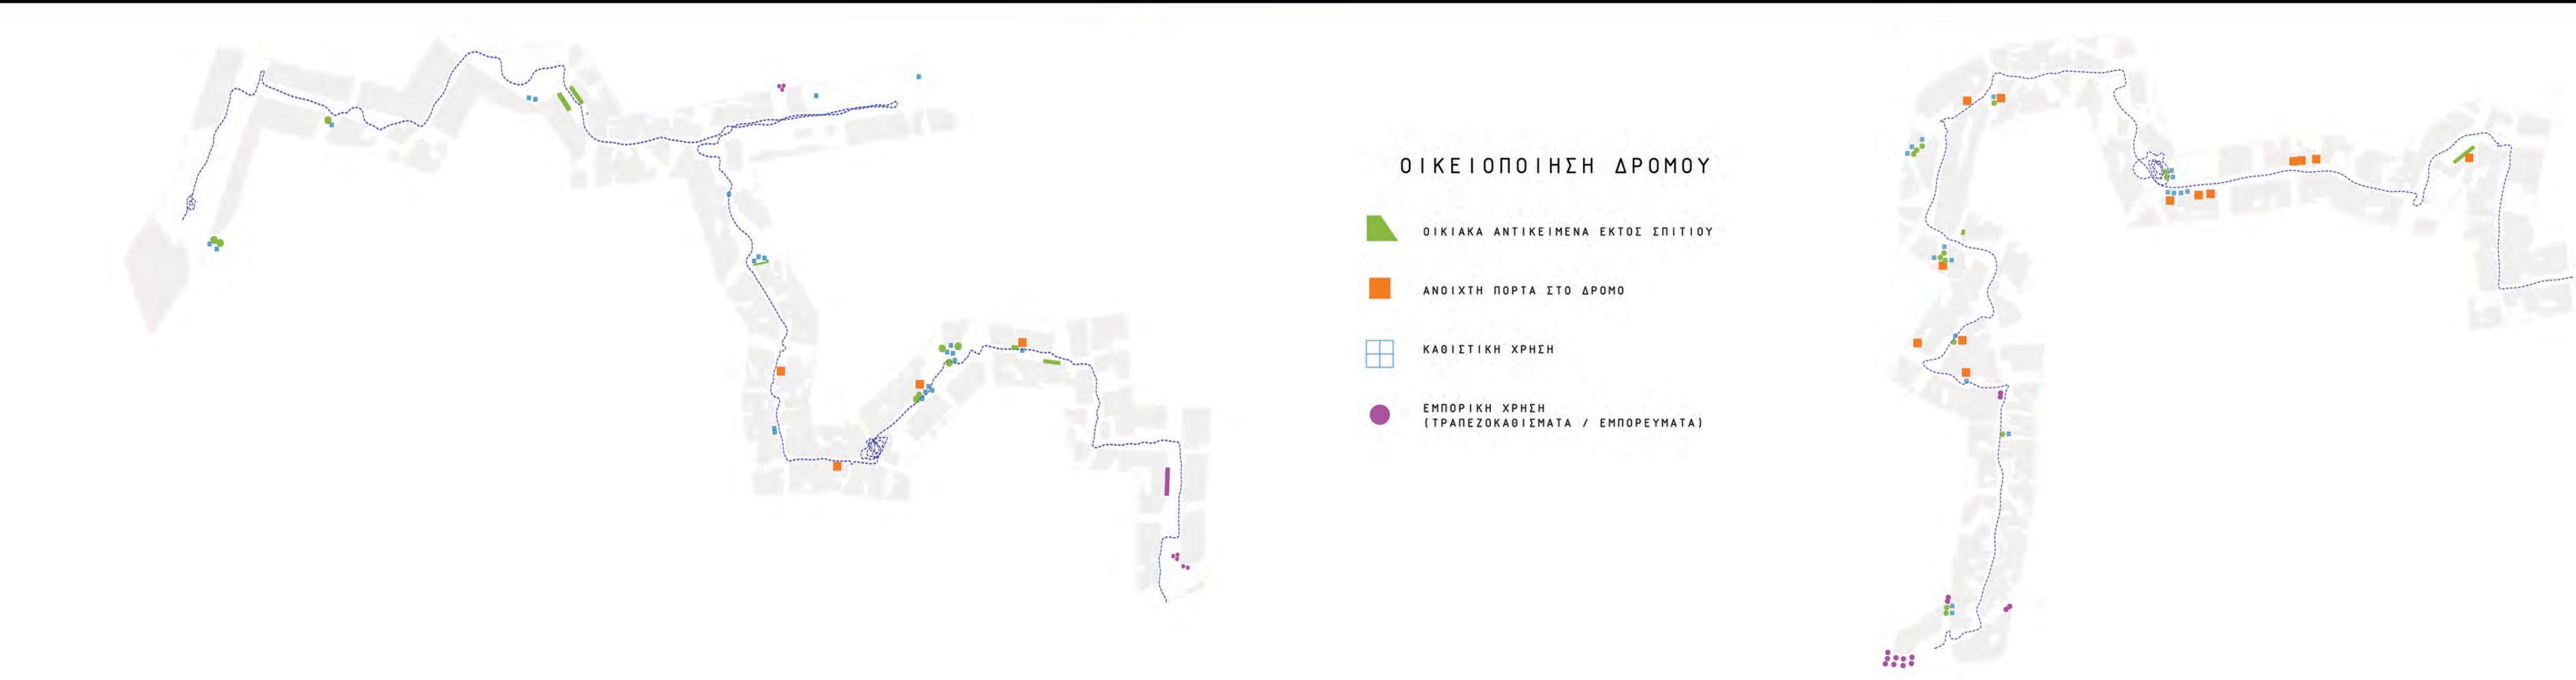 ΟΙΚΕΙΟΠΟΙΗΣΗ ΔΡΟΜΟΥ
ΟΙΚΙΑΚΑ ΑΝΤΙΚΕΙΜΕΝΑ ΕΚΤΟΣ ΣΠΙΤΙΟΥ
ΑΝΟΙΧΤΗ ΠΟΡΤΑ ΣΤΟ ΔΡΟΜΟ
ΚΑΘΙΣΤΙΚΗ ΧΡΗΣΗ
ΕΜΠΟΡΙΚΗ ΧΡΗΣΗ
(ΤΡΑΠΕΖΟΚΑΘΙΣΜΑΤΑ / ΕΜΠΟΡΕΥΜΑΤΑ)